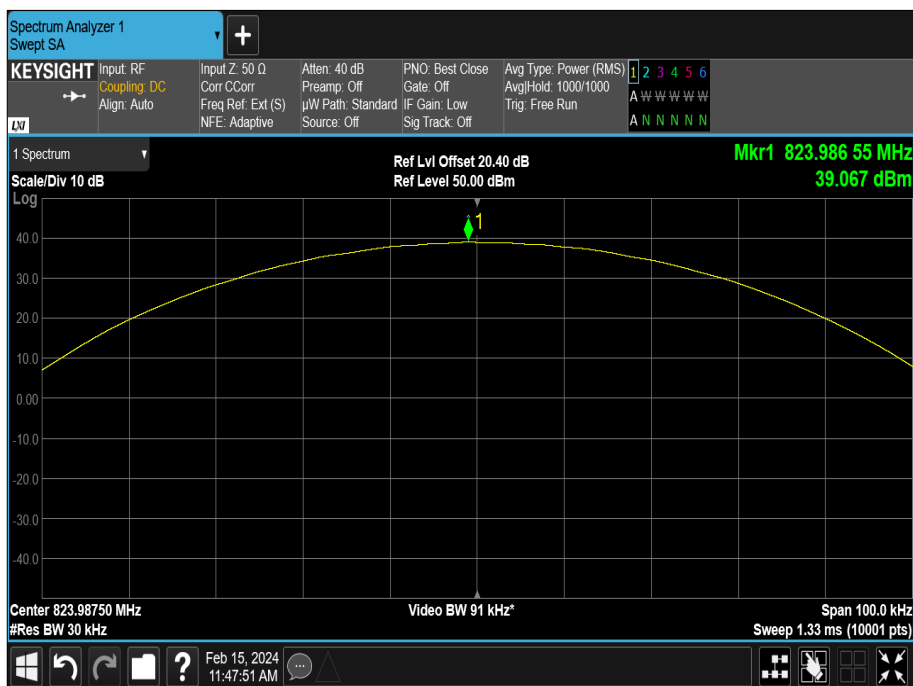 Spectrum Analyzer 1
Swept SA
+
KEYSIGHT
LXI
Input: RF
Coupling: DC
Align: Auto
Input Z: 50 Ω
Corr CCorr
Freq Ref: Ext (S)
NFE: Adaptive
Atten: 40 dB
Preamp: Off
µW Path: Standard
Source: Off
PNO: Best Close
Gate: Off
IF Gain: Low
Sig Track: Off
Avg Type: Power (RMS)
Avg|Hold: 1000/1000
Trig: Free Run
1 2 3 4 5 6
A W W W W W
A N N N N N
1 Spectrum
Scale/Div 10 dB
Log
Ref Lvl Offset 20.40 dB
Ref Level 50.00 dBm
Mkr1 823.986 55 MHz
39.067 dBm
1
40.0
30.0
20.0
10.0
0.00
-10.0
-20.0
-30.0
-40.0
Center 823.98750 MHz
#Res BW 30 kHz
Video BW 91 kHz*
Span 100.0 kHz
Sweep 1.33 ms (10001 pts)
?
Feb 15, 2024
11:47:51 AM